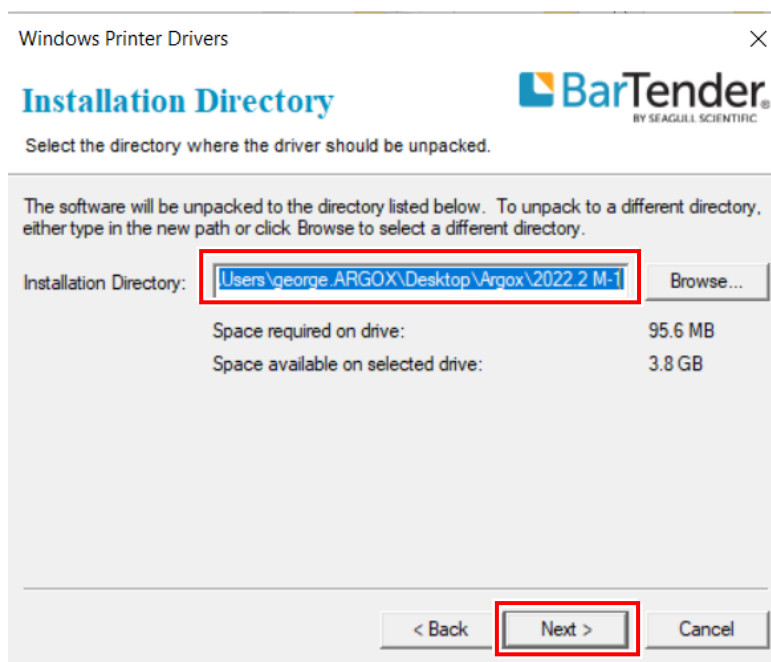 Windows Printer Drivers
Installation Directory
BarTender®
BY SEAGULL SCIENTIFIC
Select the directory where the driver should be unpacked.
The software will be unpacked to the directory listed below. To unpack to a different directory,
either type in the new path or click Browse to select a different directory.
Installation Directory: \Users\george.ARGOX\Desktop\Argox\2022.2 M-1 Browse...
Space required on drive: 95.6 MB
Space available on selected drive: 3.8 GB
< Back Next > Cancel